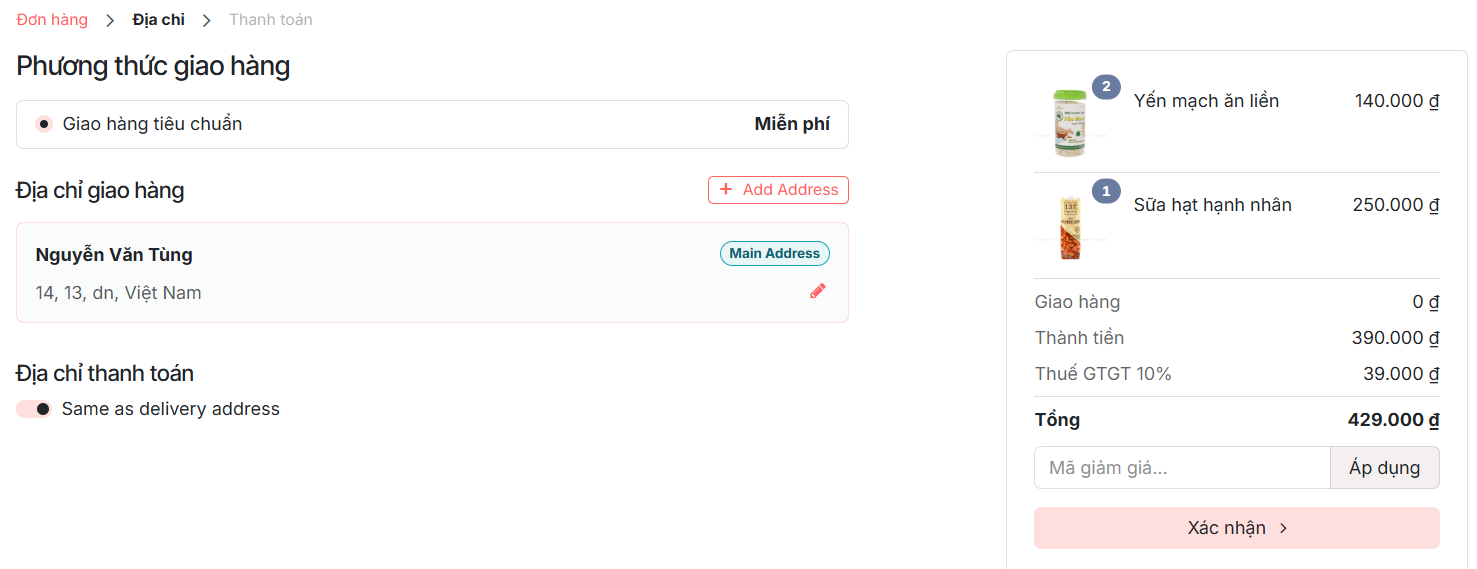 Đơn hàng > Địa chỉ > Thanh toán
Phương thức giao hàng
Giao hàng tiêu chuẩn Miễn phí
Địa chỉ giao hàng + Add Address
Nguyễn Văn Tùng Main Address
14, 13, dn, Việt Nam
Địa chỉ thanh toán
Same as delivery address
2 Yến mạch ăn liền 140.000 ₫
1 Sữa hạt hạnh nhân 250.000 ₫
137
Giao hàng 0 ₫
Thành tiền 390.000 ₫
Thuế GTGT 10% 39.000 ₫
Tổng 429.000 ₫
Mã giảm giá... Áp dụng
Xác nhận >